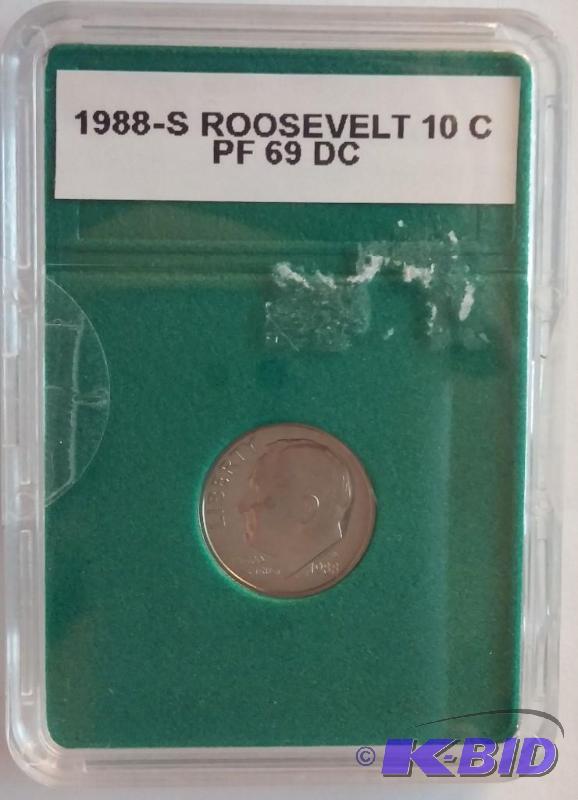 1988-S ROOSEVELT 10 C
PF 69 DC
LIBERTY
1988
© K-BID